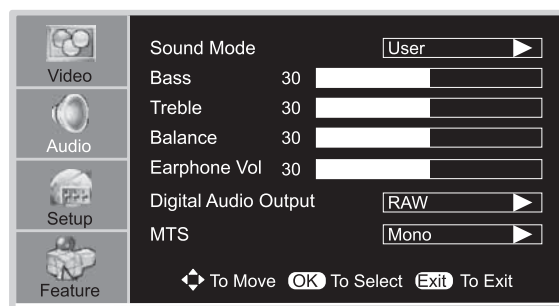 Video
Audio
Setup
Feature
Sound Mode User
Bass 30
Treble 30
Balance 30
Earphone Vol 30
Digital Audio Output RAW
MTS Mono
To Move OK To Select Exit To Exit